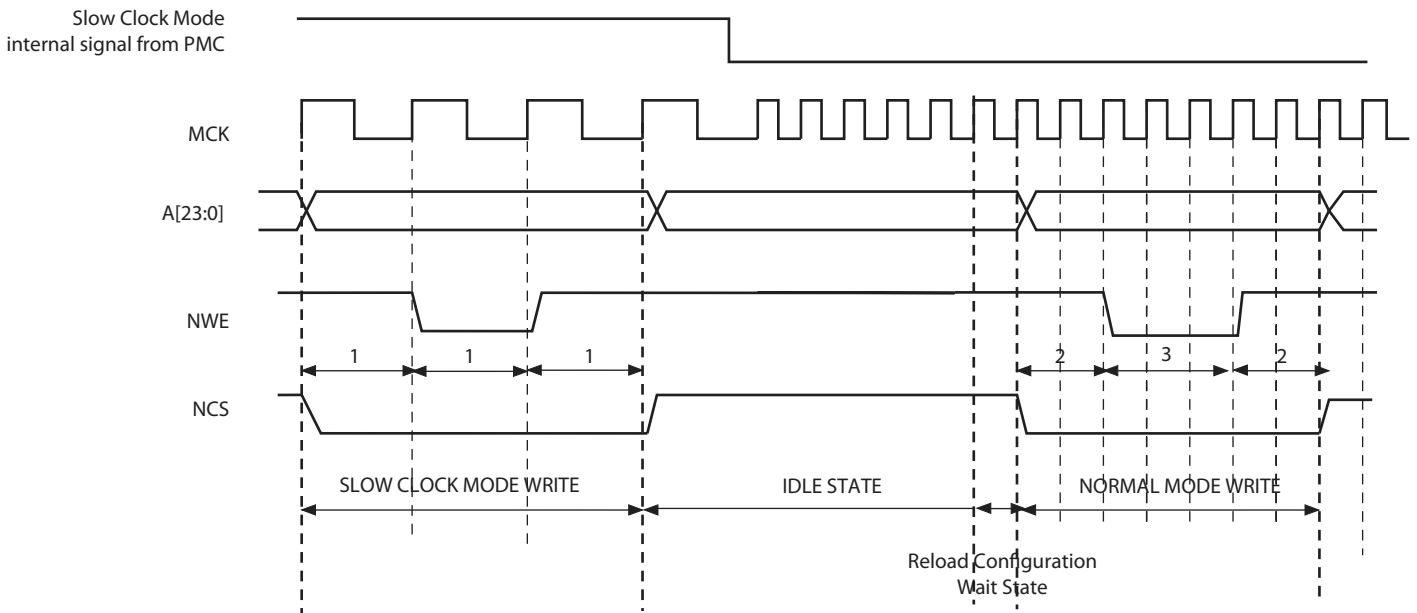 Slow Clock Mode
internal signal from PMC
MCK
A[23:0]
NWE
1 1 1 2 3 2
NCS
SLOW CLOCK MODE WRITE IDLE STATE NORMAL MODE WRITE
Reload Configuration
Wait State